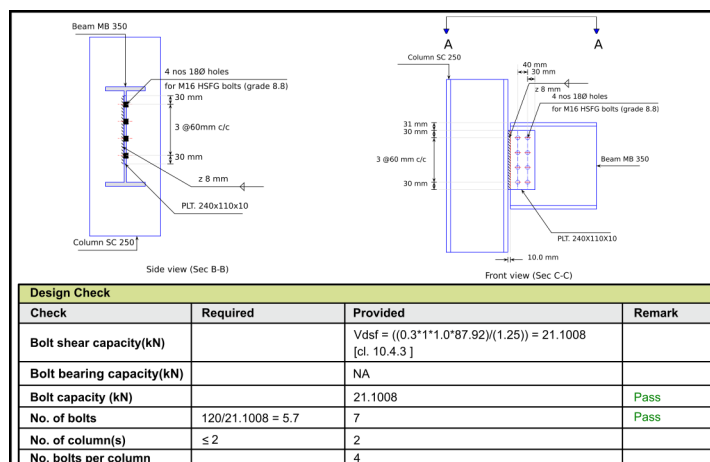 Beam MB 350
4 nos 18Ø holes
for M16 HSFG bolts (grade 8.8)
30 mm
3 @60mm c/c
30 mm
z 8 mm
PLT. 240x110x10
Column SC 250
Side view (Sec B-B)
A
A
40 mm
30 mm
Column SC 250
z 8 mm
4 nos 18Ø holes
for M16 HSFG bolts (grade 8.8)
31 mm
30 mm
3 @60 mm c/c
30 mm
Beam MB 350
PLT. 240X110X10
10.0 mm
Front view (Sec C-C)
Design Check
Check Required Provided Remark
Bolt shear capacity(kN) Vdsf = ((0.3*1*1.0*87.92)/(1.25)) = 21.1008
[cl. 10.4.3 ]
Bolt bearing capacity(kN) NA
Bolt capacity (kN) 21.1008 Pass
No. of bolts 120/21.1008 = 5.7 7 Pass
No. of column(s) ≤ 2 2
No. bolts per column 4